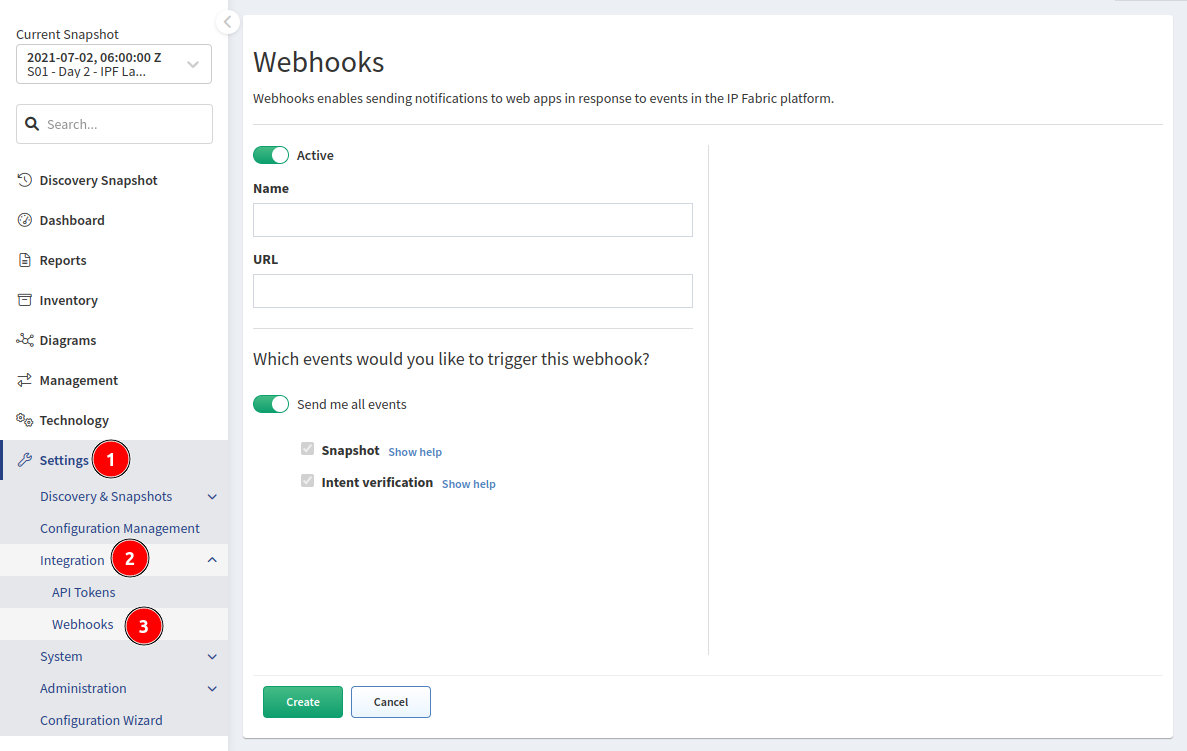 Current Snapshot
2021-07-02, 06:00:00 Z
S01 - Day 2 - IPF La...
Search...
Discovery Snapshot
Dashboard
Reports
Inventory
Diagrams
Management
Technology
Settings 1
Discovery & Snapshots
Configuration Management
Integration 2
API Tokens
Webhooks 3
System
Administration
Configuration Wizard
Webhooks
Webhooks enables sending notifications to web apps in response to events in the IP Fabric platform.
Active
Name
URL
Which events would you like to trigger this webhook?
Send me all events
Snapshot Show help
Intent verification Show help
Create Cancel